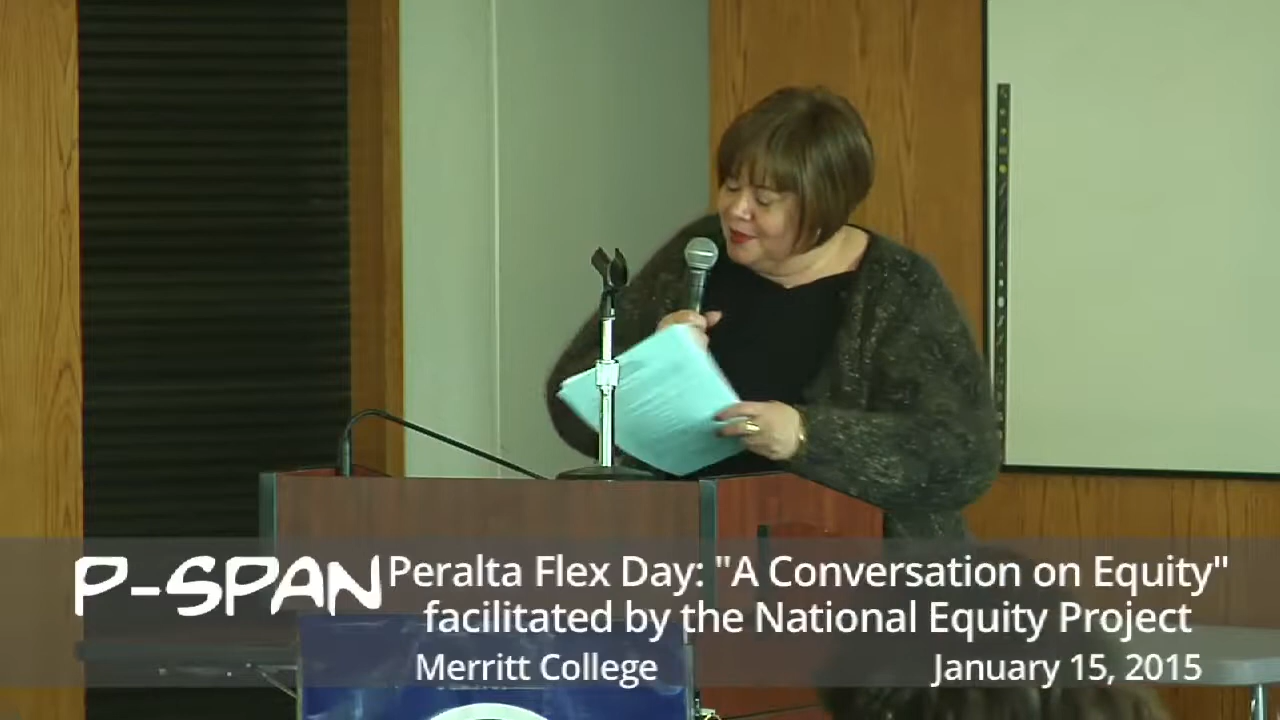 P-SPAN
Peralta Flex Day: "A Conversation on Equity"
facilitated by the National Equity Project
Merritt College
January 15, 2015